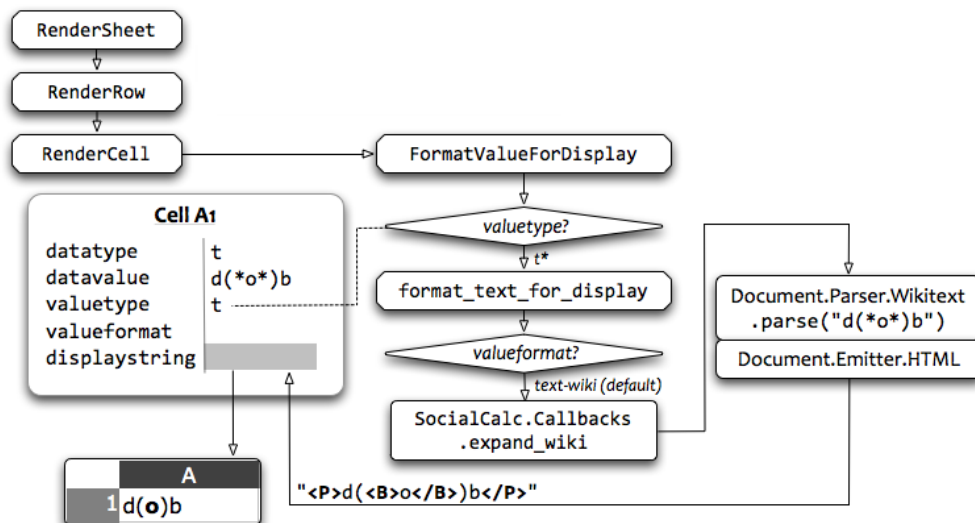 RenderSheet
RenderRow
RenderCell
FormatValueForDisplay
Cell A1
datatype t
datavalue d(*o*)b
valuetype t
valueformat
displaystring
valuetype?
t*
format_text_for_display
valueformat?
text-wiki (default)
SocialCalc.Callbacks
.expand_wiki
Document.Parser.Wikitext
.parse("d(*o*)b")
Document.Emitter.HTML
"<P>d(<B>o</B>)b</P>"
A
1 d(o)b